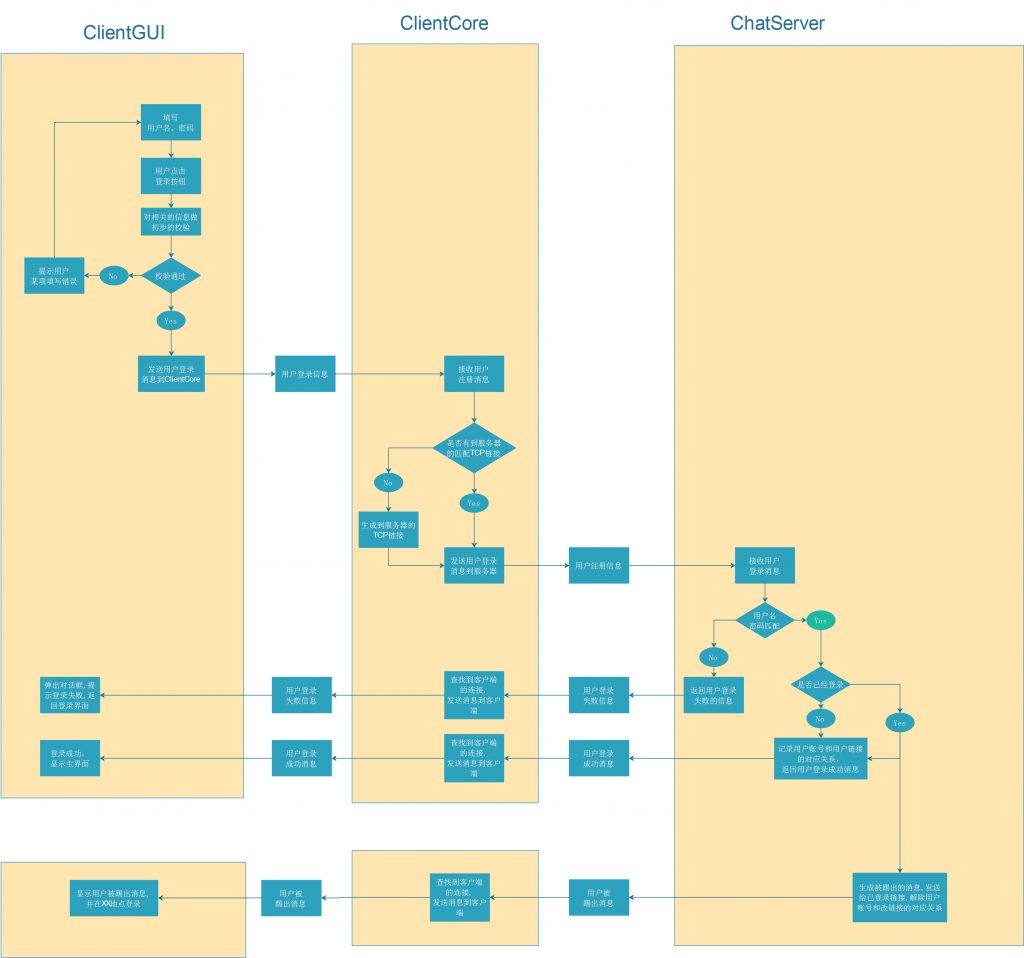 ClientGUI
ClientCore
ChatServer
填写
用户名、密码
用户点击
登录按钮
对相关的信息做
初步的校验
校验通过
No
提示用户
某项填写错误
Yes
发送用户登录
消息到ClientCore
用户登录信息
接收用户
注册消息
是否有到服务器
的匹配TCP链接
No
Yes
生成到服务器的
TCP链接
发送用户登录
消息到服务器
用户注册信息
接收用户
登录消息
用户名
密码匹配
Yes
No
是否已经登录
No
Yes
返回用户登录
失败的信息
用户登录
失败信息
查找到客户端
的连接,
发送消息到客户
端
用户登录
失败信息
弹出对话框, 提
示登录失败, 返
回登录界面
记录用户账号和用户链接
的对应关系,
返回用户登录成功消息
用户登录
成功消息
查找到客户端
的连接,
发送消息到客户
端
用户登录
成功消息
登录成功,
显示主界面
生成被踢出的消息, 发送
给已登录链接, 解除用户
账号和改链接的对应关系
用户被
踢出消息
查找到客户端
的连接,
发送消息到客户
端
用户被
踢出消息
显示用户被踢出消息,
并在XX地点登录